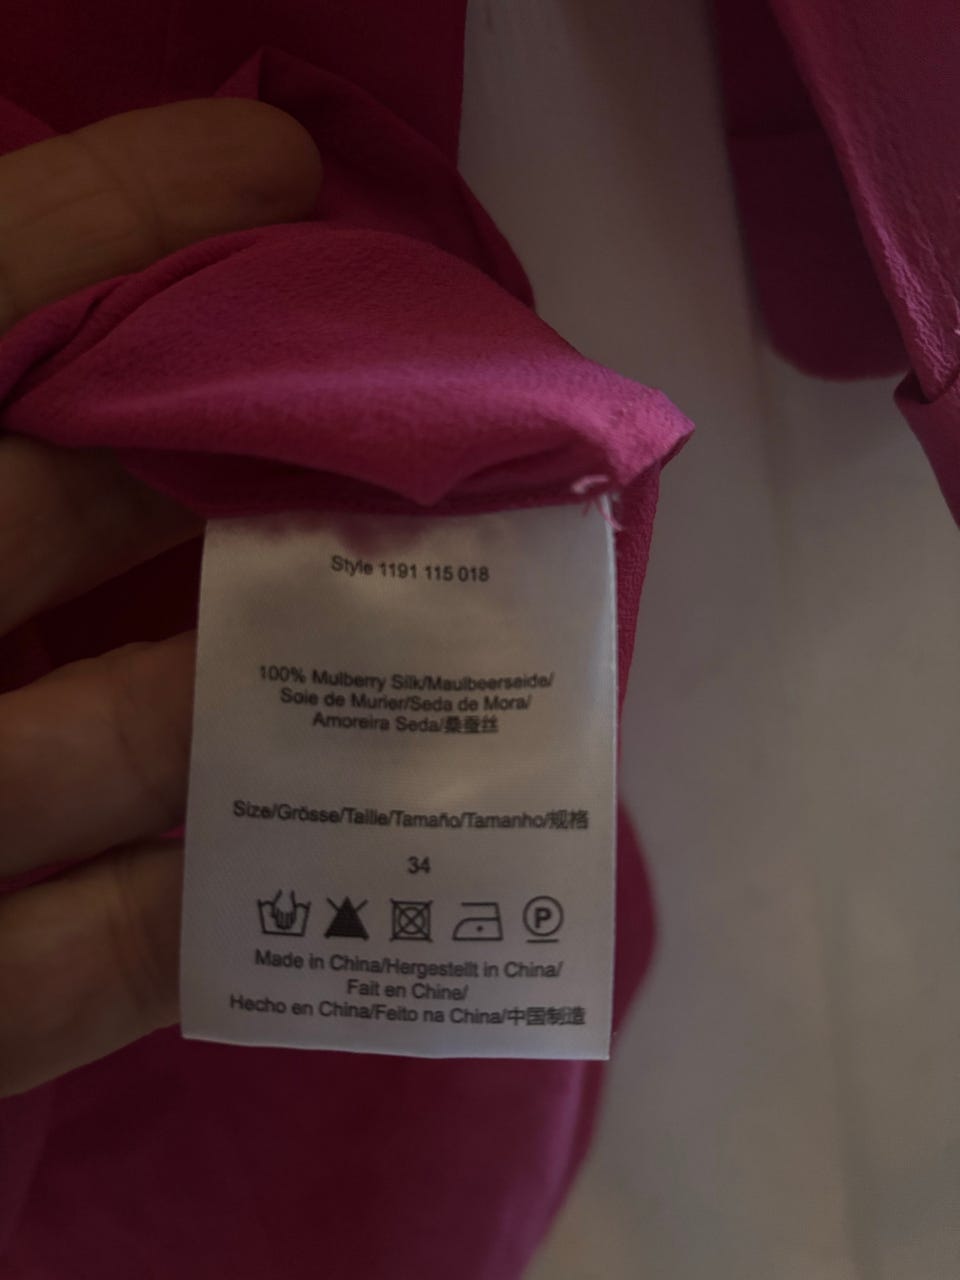 Style 1191 115 018
100% Mulberry Silk/Maulbeerseide/
Soie de Murier/Seda de Mora/
Amoreira Seda/桑蚕丝
Size/Grösse/Taille/Tamaño/Tamanho/规格
34
P
Made in China/Hergestellt in China/
Fait en Chine/
Hecho en China/Feito na China/中国制造